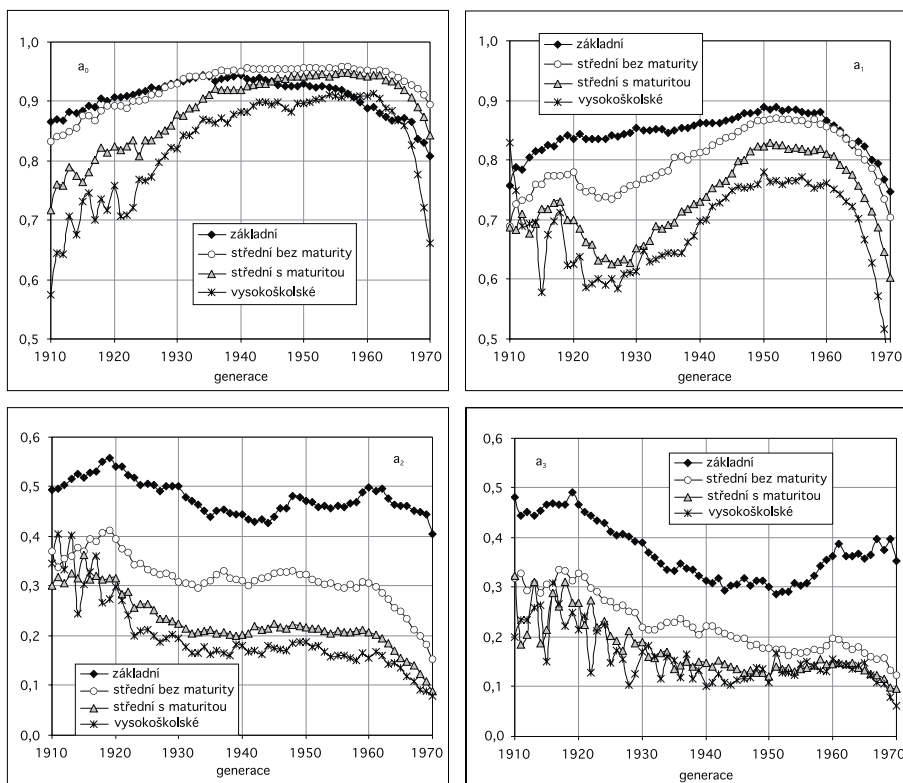 a₀
1,0
0,9
0,8
0,7
0,6
0,5
základní
střední bez maturity
střední s maturitou
vysokoškolské
1910 1920 1930 1940 1950 1960 1970
generace
a₁
1,0
0,9
0,8
0,7
0,6
0,5
základní
střední bez maturity
střední s maturitou
vysokoškolské
1910 1920 1930 1940 1950 1960 1970
generace
a₂
0,6
0,5
0,4
0,3
0,2
0,1
0,0
základní
střední bez maturity
střední s maturitou
vysokoškolské
1910 1920 1930 1940 1950 1960 1970
generace
a₃
0,6
0,5
0,4
0,3
0,2
0,1
0,0
základní
střední bez maturity
střední s maturitou
vysokoškolské
1910 1920 1930 1940 1950 1960 1970
generace